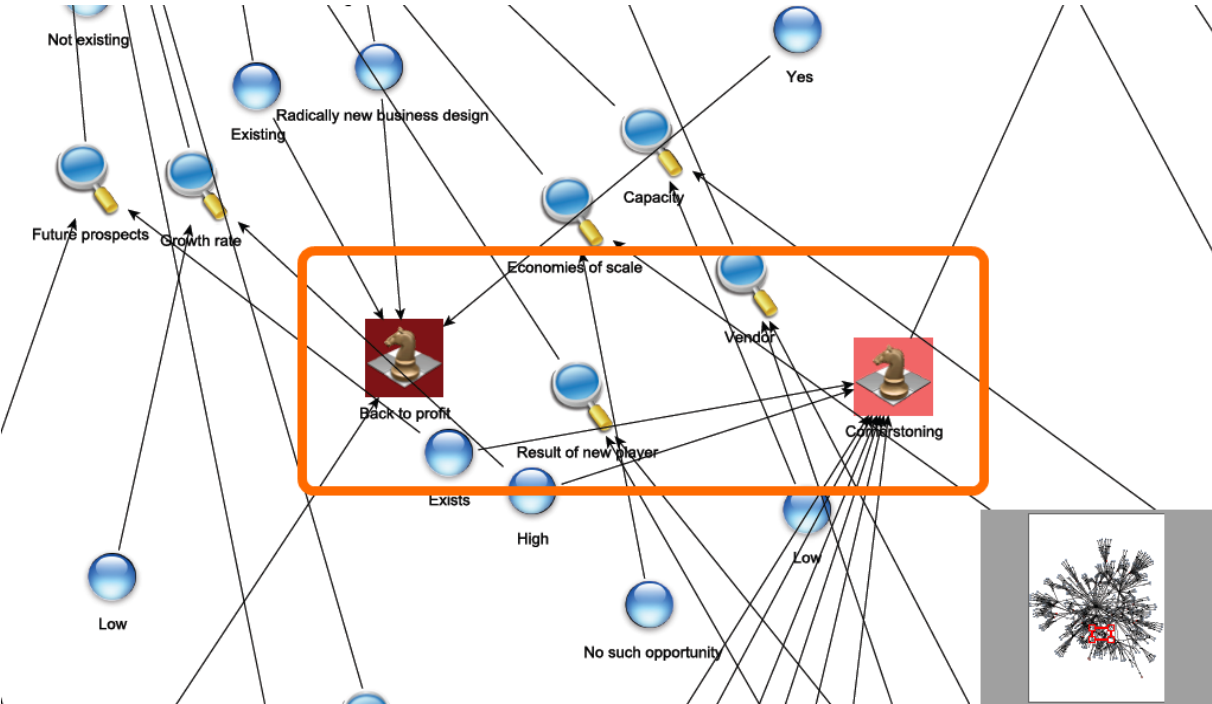 Not existing
Yes
Radically new business design
Existing
Capacity
Future prospects
Growth rate
Economies of scale
Vendor
Back to profit
Cornerstoning
Result of new player
Exists
High
Low
Low
No such opportunity